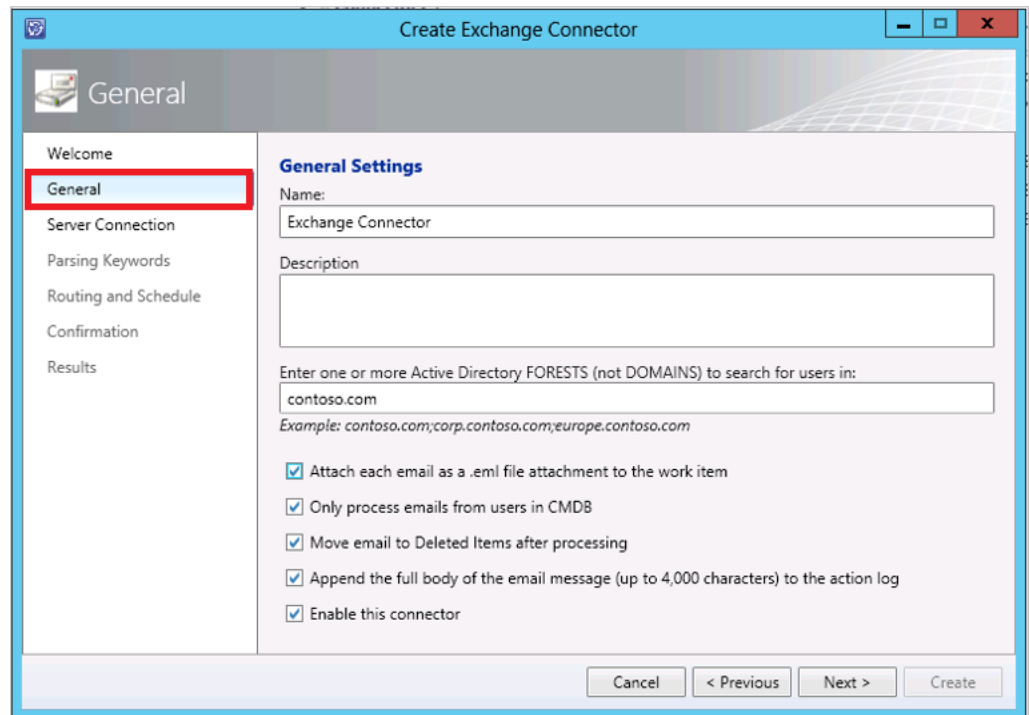 Create Exchange Connector
General
Welcome
General
Server Connection
Parsing Keywords
Routing and Schedule
Confirmation
Results
General Settings
Name:
Exchange Connector
Description
Enter one or more Active Directory FORESTS (not DOMAINS) to search for users in:
contoso.com
Example: contoso.com;corp.contoso.com;europe.contoso.com
Attach each email as a .eml file attachment to the work item
Only process emails from users in CMDB
Move email to Deleted Items after processing
Append the full body of the email message (up to 4,000 characters) to the action log
Enable this connector
Cancel
< Previous
Next >
Create